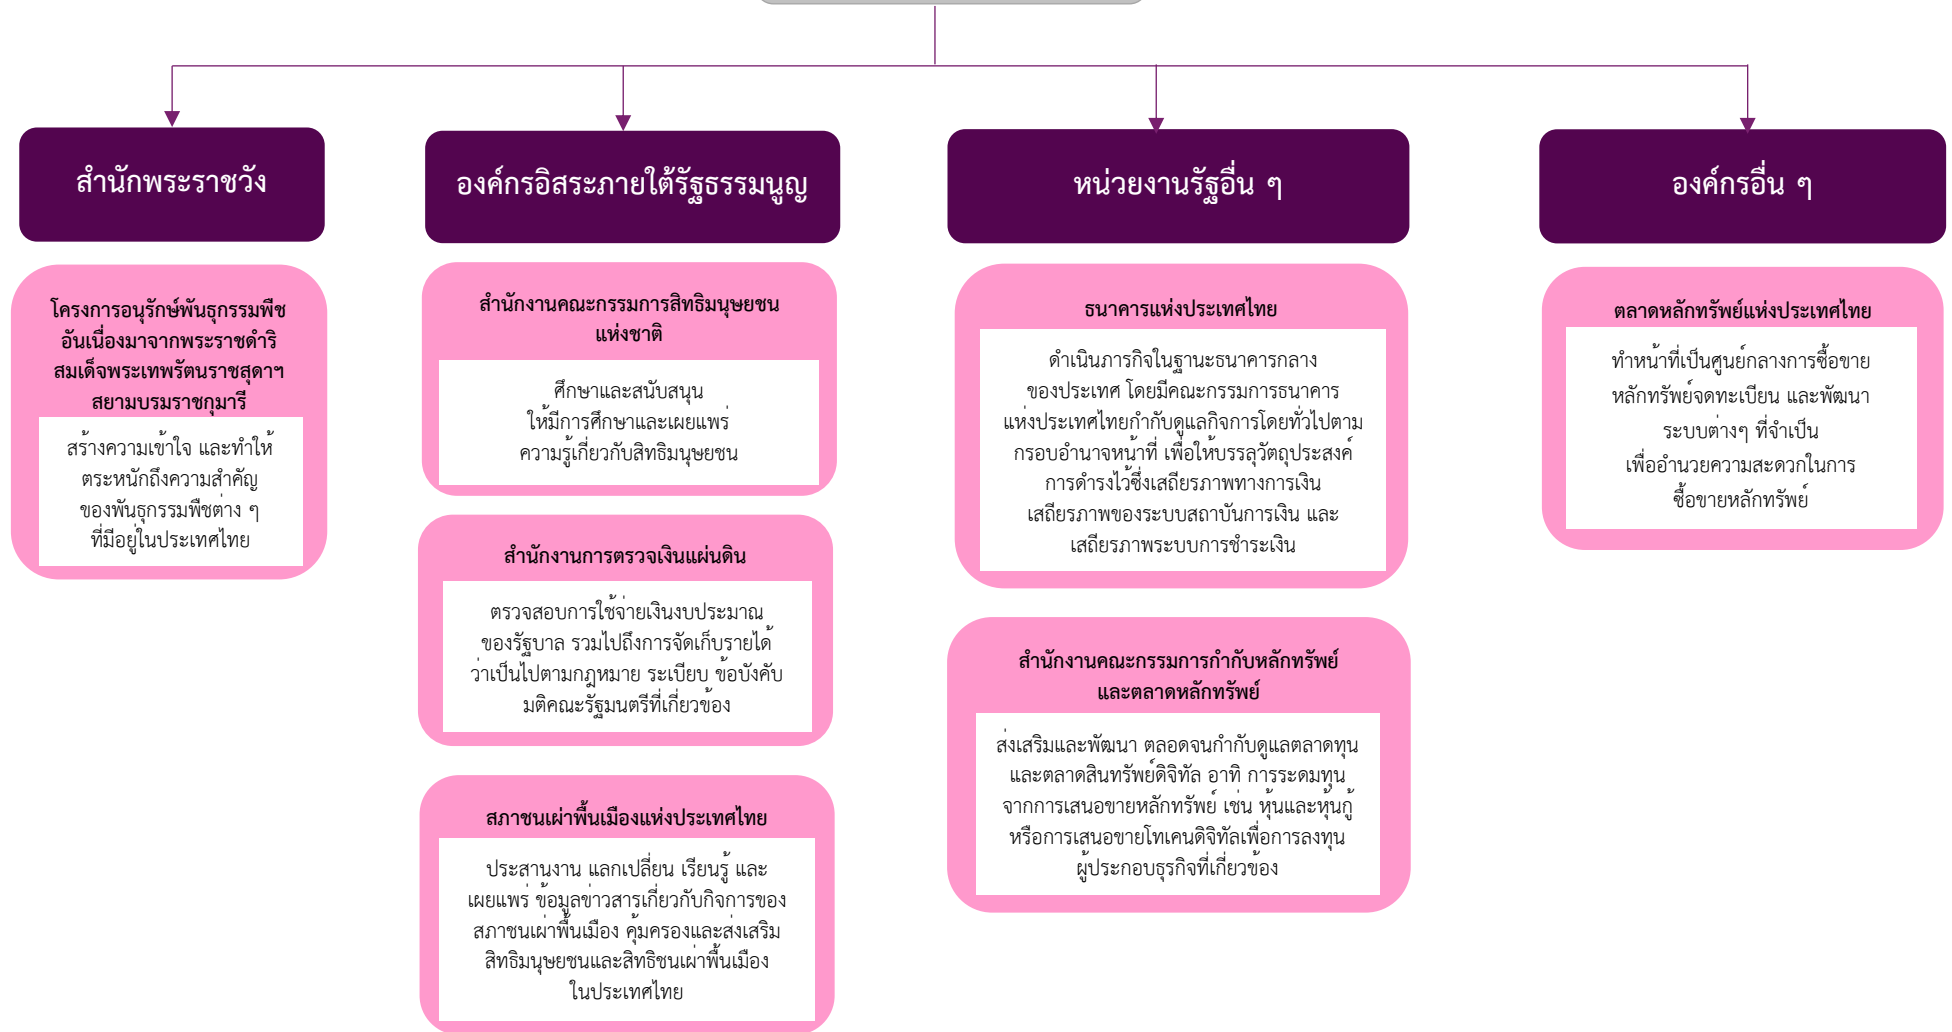 สำนักพระราชวัง
โครงการอนุรักษ์พันธุกรรมพืช
อันเนื่องมาจากพระราชดำริ
สมเด็จพระเทพรัตนราชสุดาฯ
สยามบรมราชกุมารี
สร้างความเข้าใจ และทำให้
ตระหนักถึงความสำคัญ
ของพันธุกรรมพืชต่าง ๆ
ที่มีอยู่ในประเทศไทย
องค์กรอิสระภายใต้รัฐธรรมนูญ
สำนักงานคณะกรรมการสิทธิมนุษยชน
แห่งชาติ
ศึกษาและสนับสนุน
ให้มีการศึกษาและเผยแพร่
ความรู้เกี่ยวกับสิทธิมนุษยชน
สำนักงานการตรวจเงินแผ่นดิน
ตรวจสอบการใช้จ่ายเงินงบประมาณ
ของรัฐบาล รวมไปถึงการจัดเก็บรายได้
ว่าเป็นไปตามกฎหมาย ระเบียบ ข้อบังคับ
มติคณะรัฐมนตรีที่เกี่ยวข้อง
สภาชนเผ่าพื้นเมืองแห่งประเทศไทย
ประสานงาน แลกเปลี่ยน เรียนรู้ และ
เผยแพร่ ข้อมูลข่าวสารเกี่ยวกับกิจการของ
สภาชนเผ่าพื้นเมือง คุ้มครองและส่งเสริม
สิทธิมนุษยชนและสิทธิชนเผ่าพื้นเมือง
ในประเทศไทย
หน่วยงานรัฐอื่น ๆ
ธนาคารแห่งประเทศไทย
ดำเนินภารกิจในฐานะธนาคารกลาง
ของประเทศ โดยมีคณะกรรมการธนาคาร
แห่งประเทศไทยกำกับดูแลกิจการโดยทั่วไปตาม
กรอบอำนาจหน้าที่ เพื่อให้บรรลุวัตถุประสงค์
การดำรงไว้ซึ่งเสถียรภาพทางการเงิน
เสถียรภาพของระบบสถาบันการเงิน และ
เสถียรภาพระบบการชำระเงิน
สำนักงานคณะกรรมการกำกับหลักทรัพย์
และตลาดหลักทรัพย์
ส่งเสริมและพัฒนา ตลอดจนกำกับดูแลตลาดทุน
และตลาดสินทรัพย์ดิจิทัล อาทิ การระดมทุน
จากการเสนอขายหลักทรัพย์ เช่น หุ้นและหุ้นกู้
หรือการเสนอขายโทเคนดิจิทัลเพื่อการลงทุน
ผู้ประกอบธุรกิจที่เกี่ยวข้อง
องค์กรอื่น ๆ
ตลาดหลักทรัพย์แห่งประเทศไทย
ทำหน้าที่เป็นศูนย์กลางการซื้อขาย
หลักทรัพย์จดทะเบียน และพัฒนา
ระบบต่างๆ ที่จำเป็น
เพื่ออำนวยความสะดวกในการ
ซื้อขายหลักทรัพย์